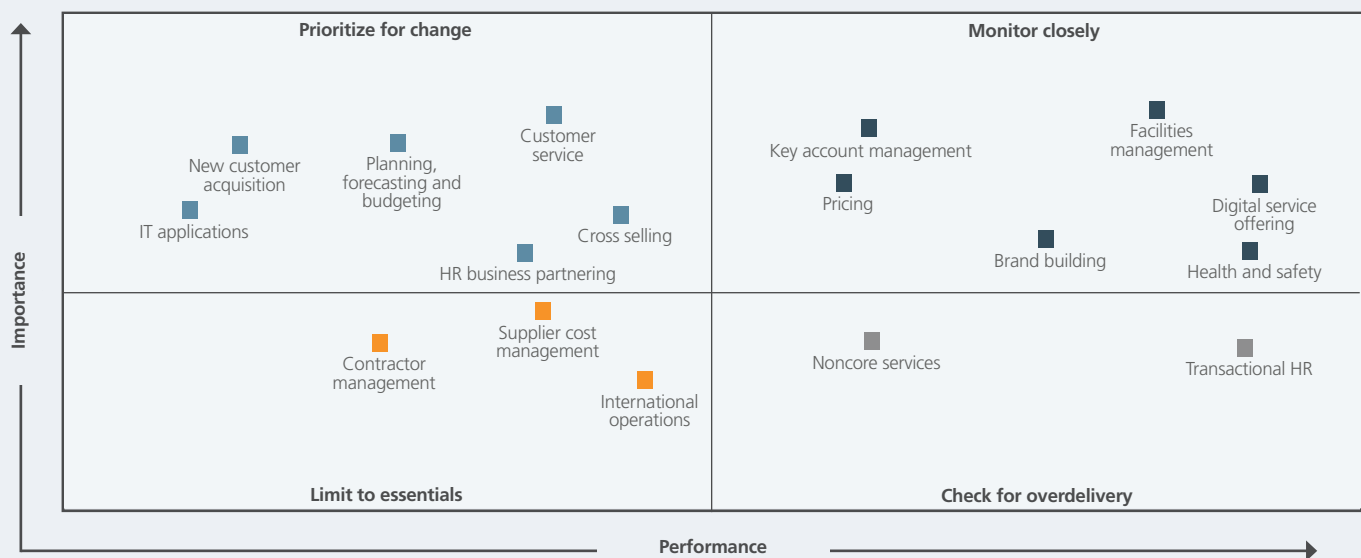 Prioritize for change
Monitor closely
Customer
service
Facilities
management
Key account management
New customer
acquisition
Planning,
forecasting and
budgeting
Pricing
Digital service
offering
IT applications
Cross selling
Brand building
HR business partnering
Health and safety
Importance
Supplier cost
management
Contractor
management
Noncore services
Transactional HR
International
operations
Limit to essentials
Check for overdelivery
Performance